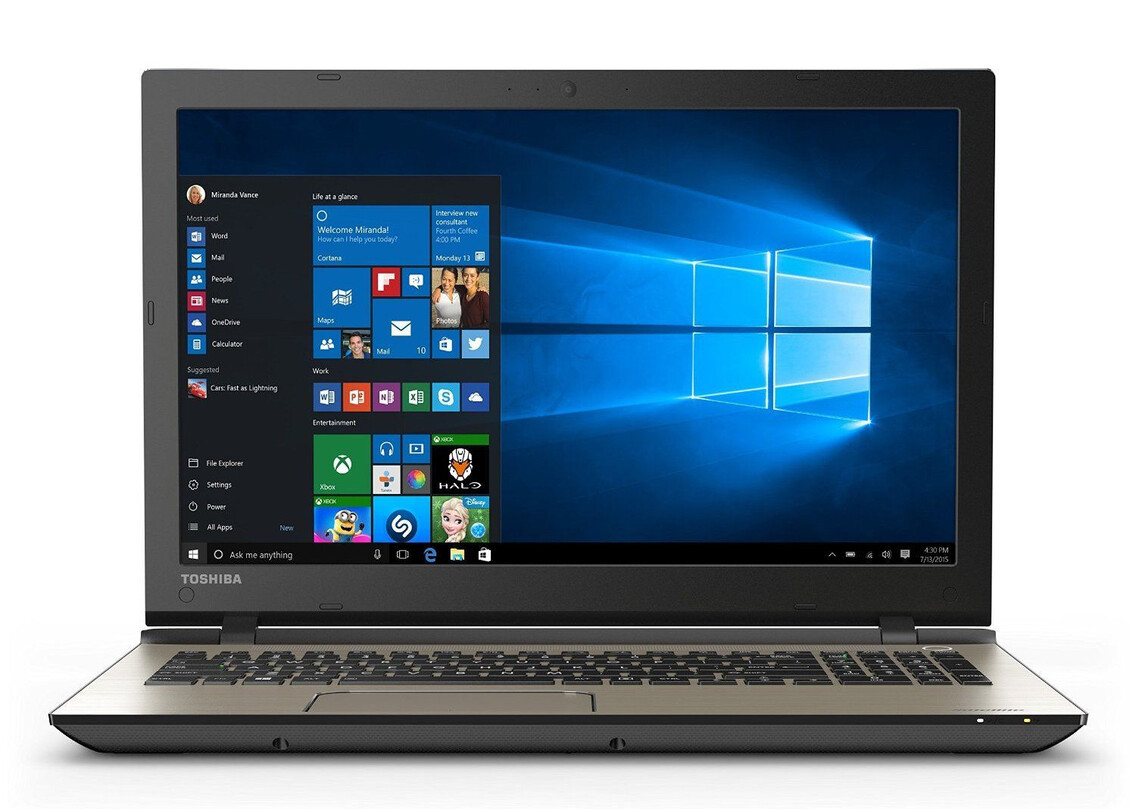 Miranda Vance
Most used
Word
Mail
People
News
OneDrive
Calculator
Suggested
Cars: Fast as Lightning
File Explorer
Settings
Power
All Apps New
Life at a glance
Welcome Miranda!
How can I help you today?
Cortana
Interview new
consultant
Fourth Coffee
4:00 PM
Monday 13
Maps
Mail 10
Photos
Work
Entertainment
Xbox
XBOX
HALO
XBOX
Disney
Ask me anything
4:30 PM
7/13/2015
TOSHIBA